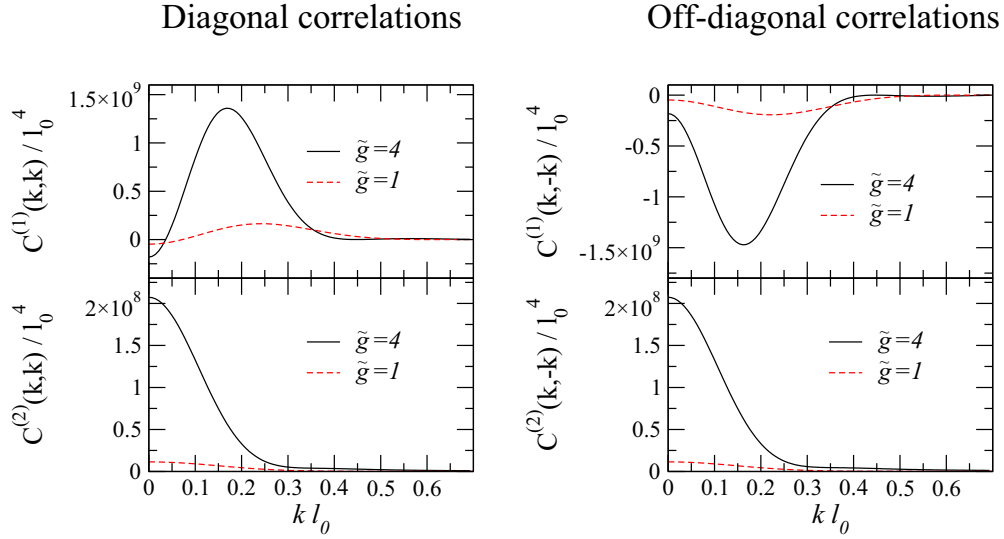 Diagonal correlations
Off-diagonal correlations
C⁽¹⁾(k,k) / l₀⁴
1.5×10⁹
1
0.5
0
g̃=4
g̃=1
C⁽¹⁾(k,-k) / l₀⁴
0
-0.5
-1
-1.5×10⁹
g̃=4
g̃=1
C⁽²⁾(k,k) / l₀⁴
2×10⁸
1.5
1
0.5
0
g̃=4
g̃=1
0 0.1 0.2 0.3 0.4 0.5 0.6
k l₀
C⁽²⁾(k,-k) / l₀⁴
2×10⁸
1.5
1
0.5
0
g̃=4
g̃=1
0 0.1 0.2 0.3 0.4 0.5 0.6
k l₀